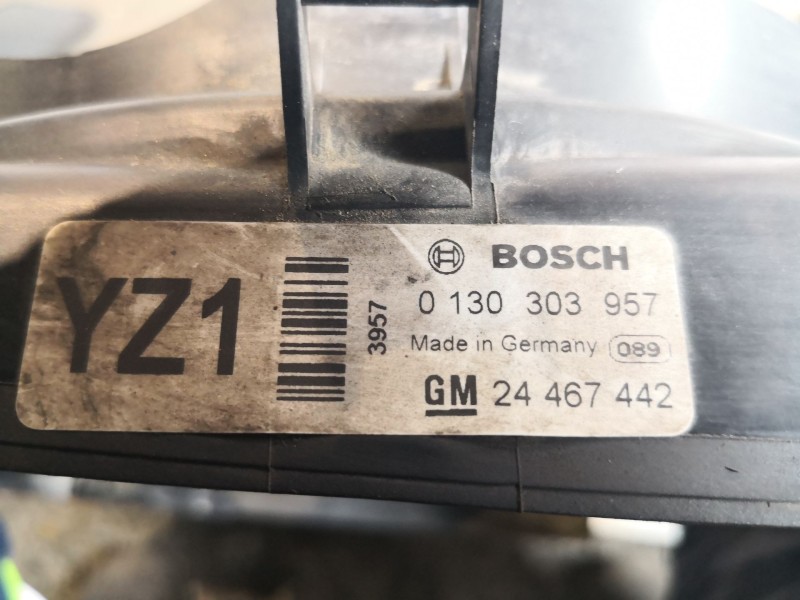 YZ1
3957
BOSCH
0 130 303 957
Made in Germany 089
GM 24 467 442